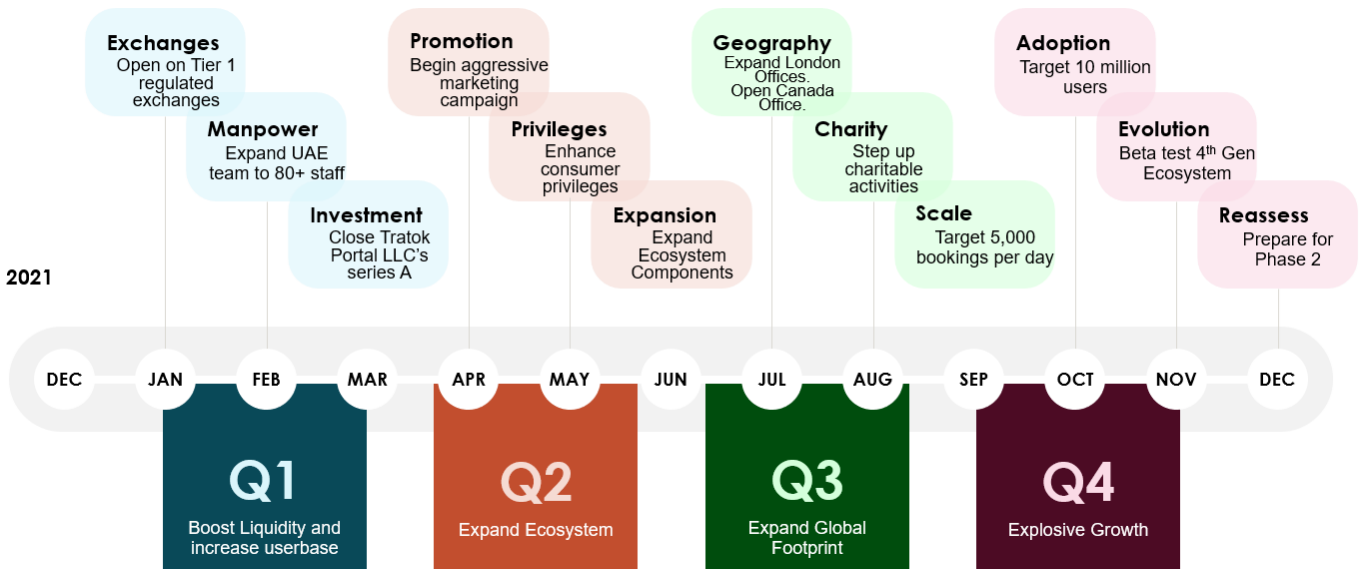 Exchanges
Open on Tier 1
regulated
exchanges
Manpower
Expand UAE
team to 80+ staff
Investment
Close Tratok
Portal LLC’s
series A
Promotion
Begin aggressive
marketing
campaign
Privileges
Enhance
consumer
privileges
Expansion
Expand
Ecosystem
Components
Geography
Expand London
Offices.
Open Canada
Office.
Charity
Step up
charitable
activities
Scale
Target 5,000
bookings per day
Adoption
Target 10 million
users
Evolution
Beta test 4th Gen
Ecosystem
Reassess
Prepare for
Phase 2
2021
DEC JAN FEB MAR APR MAY JUN JUL AUG SEP OCT NOV DEC
Q1
Boost Liquidity and
increase userbase
Q2
Expand Ecosystem
Q3
Expand Global
Footprint
Q4
Explosive Growth